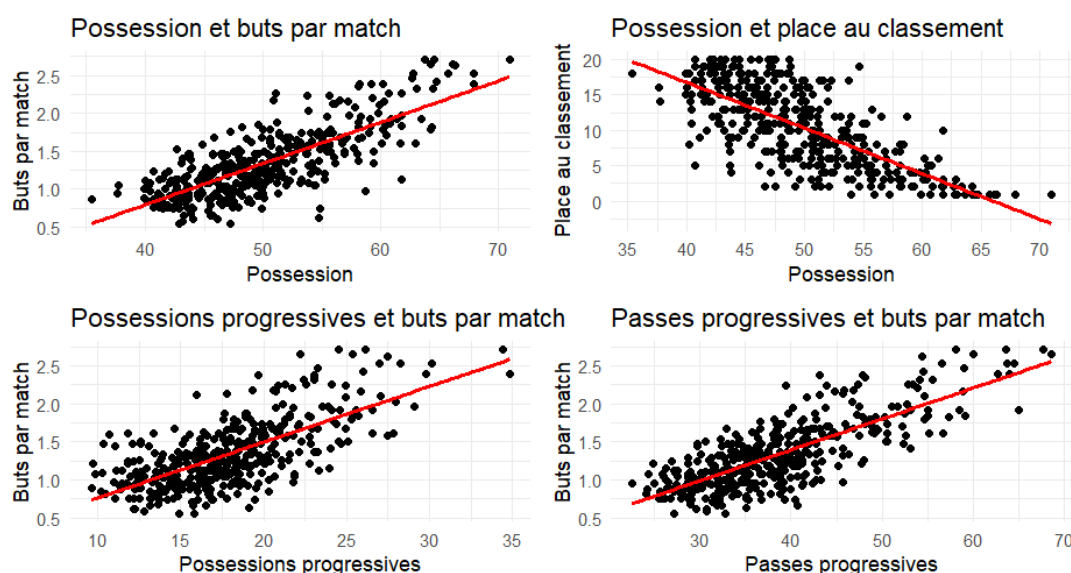 Possession et buts par match
Buts par match
2.5
2.0
1.5
1.0
0.5
40 50 60 70
Possession
Possession et place au classement
Place au classement
20
15
10
5
0
35 40 45 50 55 60 65 70
Possession
Possessions progressives et buts par match
Buts par match
2.5
2.0
1.5
1.0
0.5
10 15 20 25 30 35
Possessions progressives
Passes progressives et buts par match
Buts par match
2.5
2.0
1.5
1.0
0.5
30 40 50 60 70
Passes progressives